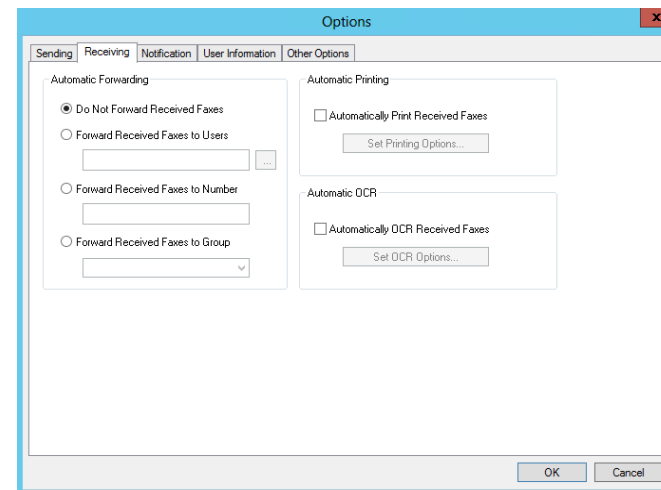 Options
x
Sending Receiving Notification User Information Other Options
Automatic Forwarding
Do Not Forward Received Faxes
Forward Received Faxes to Users
...
Forward Received Faxes to Number
Forward Received Faxes to Group
Automatic Printing
Automatically Print Received Faxes
Set Printing Options...
Automatic OCR
Automatically OCR Received Faxes
Set OCR Options...
OK Cancel